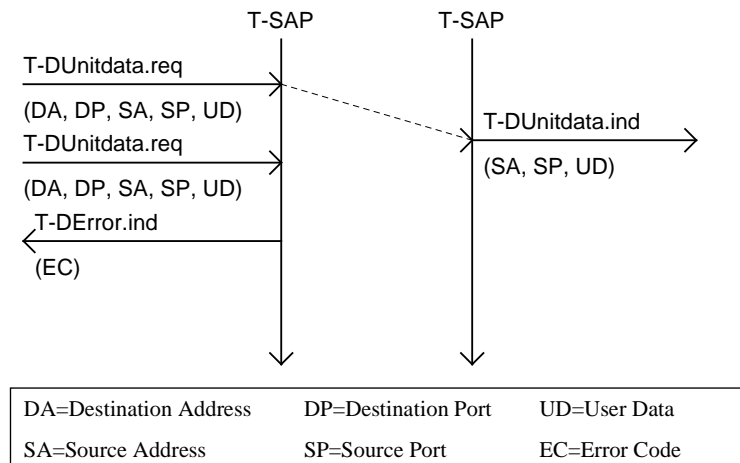 T-SAP T-SAP
T-DUnitdata.req
(DA, DP, SA, SP, UD)
T-DUnitdata.ind
T-DUnitdata.req
(SA, SP, UD)
(DA, DP, SA, SP, UD)
T-DError.ind
(EC)
DA=Destination Address DP=Destination Port UD=User Data
SA=Source Address SP=Source Port EC=Error Code